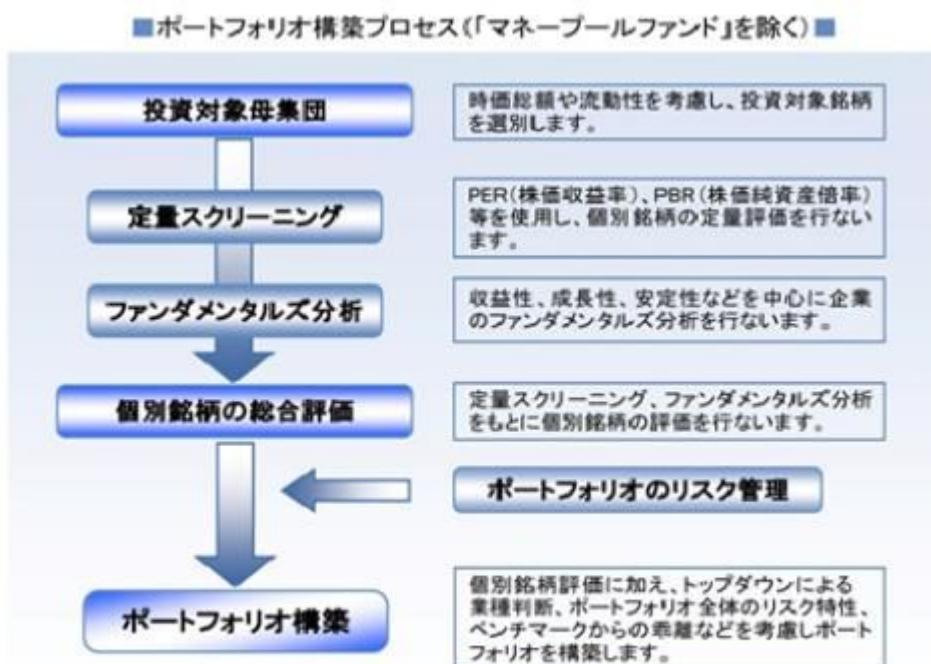 ■ポートフォリオ構築プロセス(「マネープールファンド」を除く)■
投資対象母集団
時価総額や流動性を考慮し、投資対象銘柄
を選別します。
定量スクリーニング
PER(株価収益率)、PBR(株価純資産倍率)
等を使用し、個別銘柄の定量評価を行ない
ます。
ファンダメンタルズ分析
収益性、成長性、安定性などを中心に企業
のファンダメンタルズ分析を行ないます。
個別銘柄の総合評価
定量スクリーニング、ファンダメンタルズ分析
をもとに個別銘柄の評価を行ないます。
ポートフォリオのリスク管理
ポートフォリオ構築
個別銘柄評価に加え、トップダウンによる
業種判断、ポートフォリオ全体のリスク特性、
ベンチマークからの乖離などを考慮しポート
フォリオを構築します。